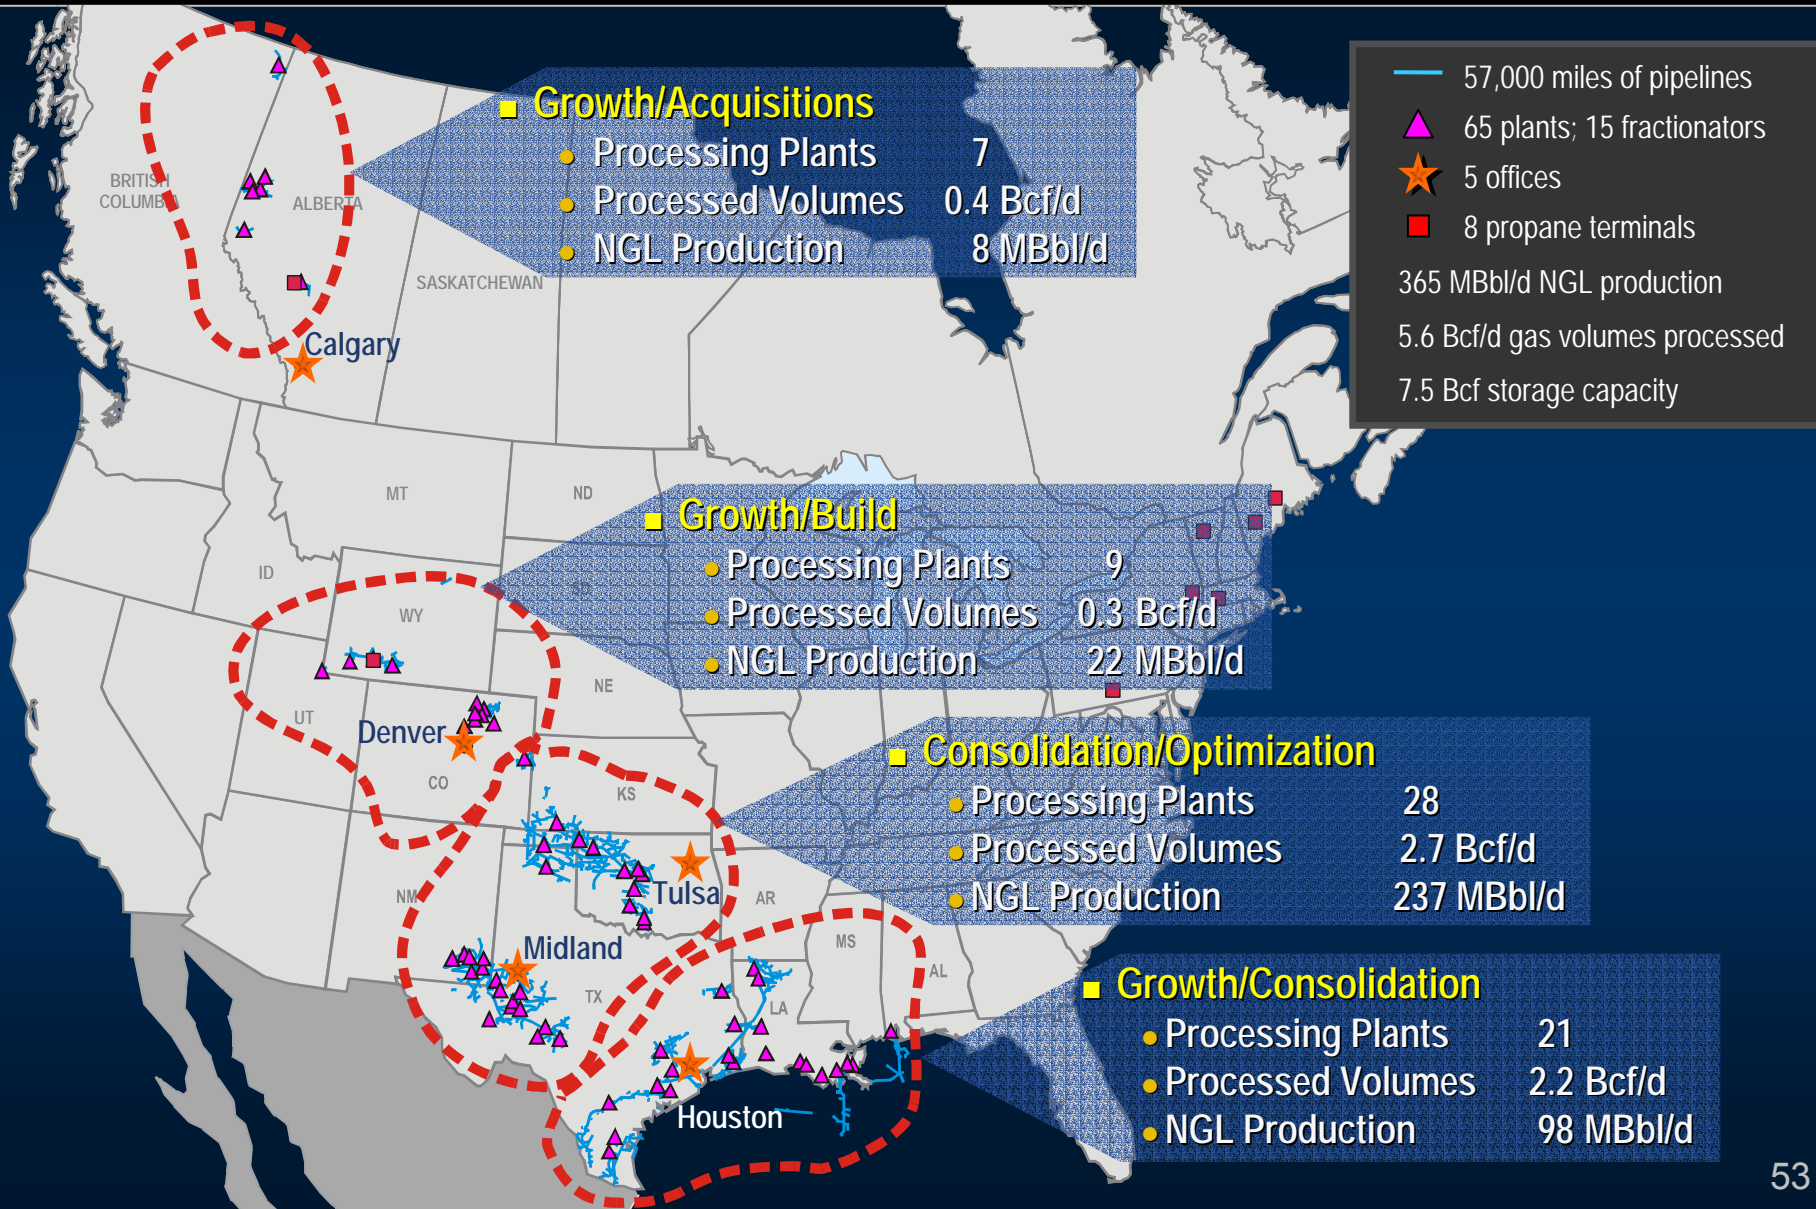 Growth/Acquisitions
Processing Plants 7
Processed Volumes 0.4 Bcf/d
NGL Production 8 MBbl/d
57,000 miles of pipelines
65 plants; 15 fractionators
5 offices
8 propane terminals
365 MBbl/d NGL production
5.6 Bcf/d gas volumes processed
7.5 Bcf storage capacity
BRITISH
COLUMBIA
ALBERTA
SASKATCHEWAN
Calgary
MT
ND
Growth/Build
Processing Plants 9
Processed Volumes 0.3 Bcf/d
NGL Production 22 MBbl/d
ID
SD
WY
NE
UT
Denver
CO
KS
Consolidation/Optimization
Processing Plants 28
Processed Volumes 2.7 Bcf/d
NGL Production 237 MBbl/d
NM
Tulsa
AR
Midland
MS
AL
TX
LA
Growth/Consolidation
Processing Plants 21
Processed Volumes 2.2 Bcf/d
NGL Production 98 MBbl/d
Houston
53